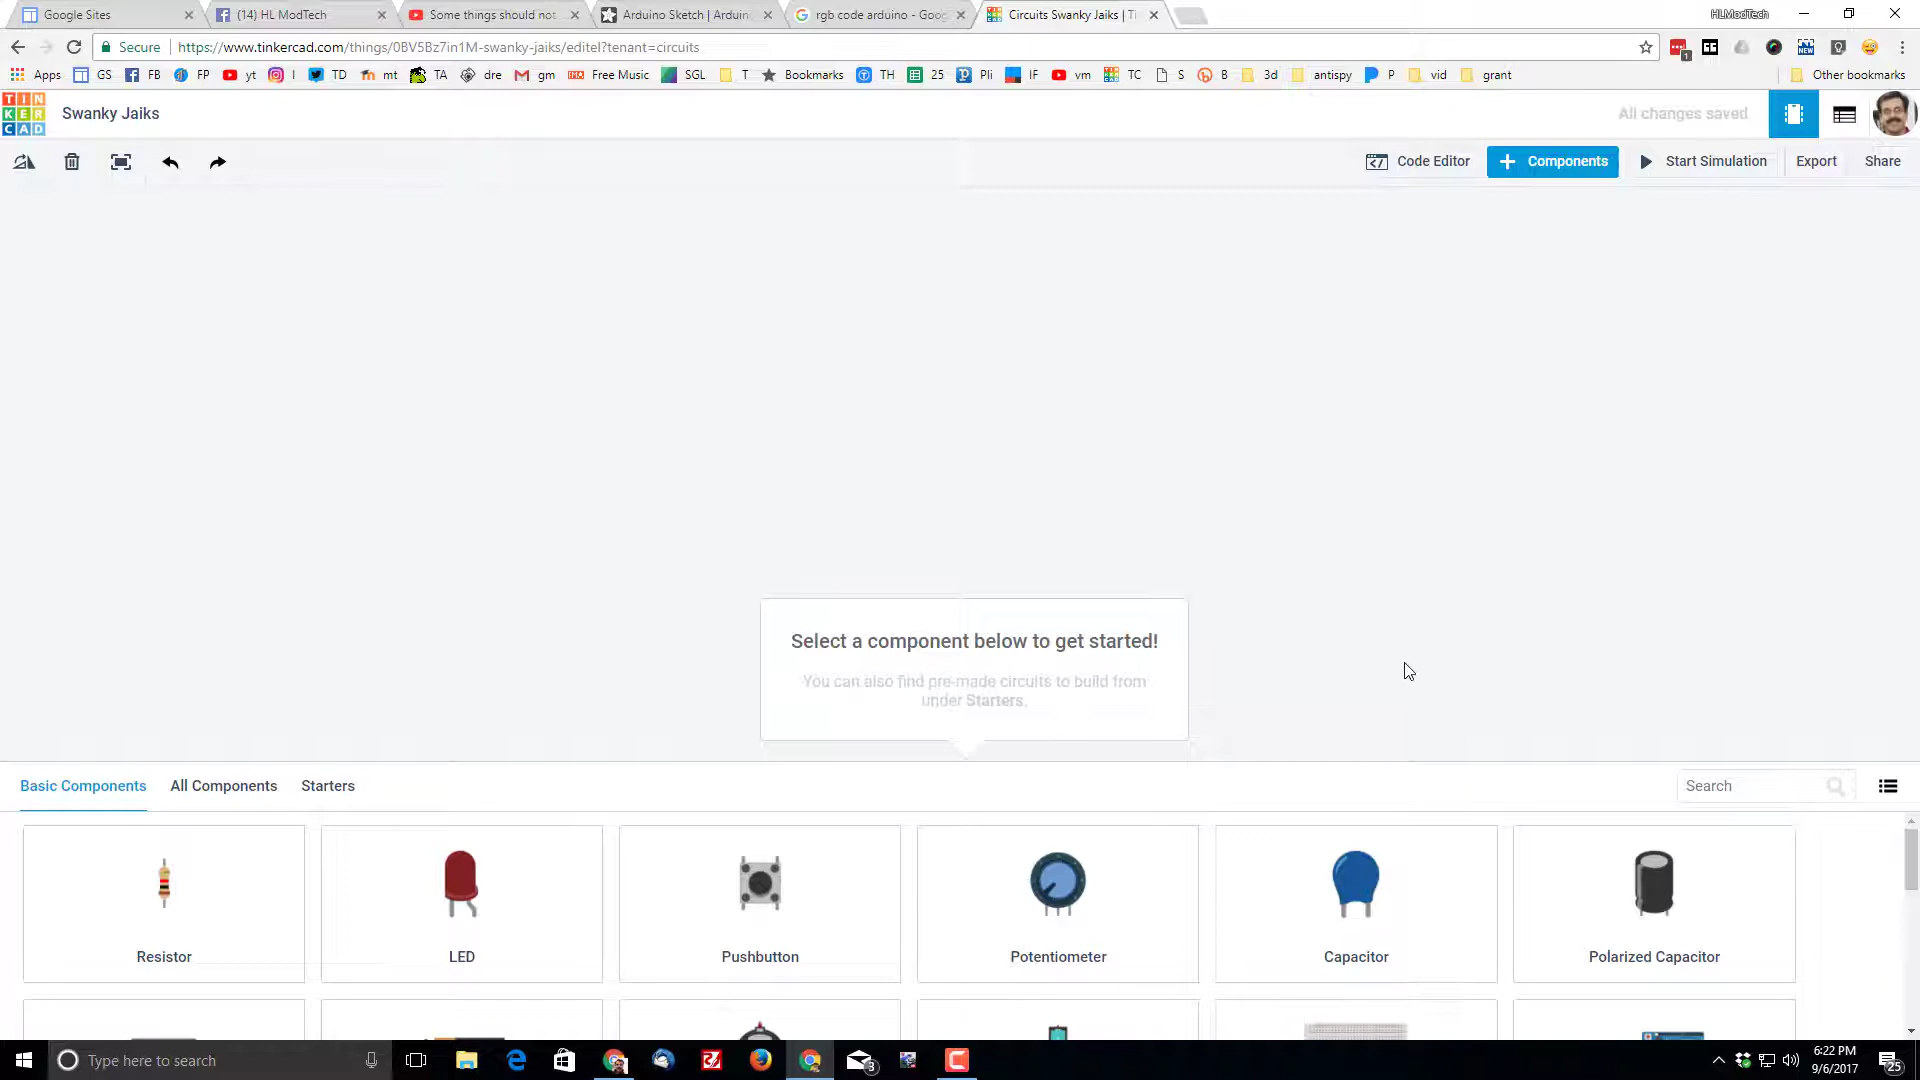 Google Sites
(14) HL ModTech
Some things should not
Arduino Sketch | Arduin
rgb code arduino - Goog
Circuits Swanky Jaiks | Ti
HLModTech
Secure
https://www.tinkercad.com/things/0BV5Bz7in1M-swanky-jaiks/editel?tenant=circuits
1
Apps
GS
FB
FP
yt
I
TD
mt
TA
dre
gm
Free Music
SGL
T
Bookmarks
TH
25
Pli
IF
vm
TC
S
B
3d
antispy
P
vid
grant
Other bookmarks
TIN
KER
CAD
Swanky Jaiks
All changes saved
Code Editor
Components
Start Simulation
Export
Share
Select a component below to get started!
You can also find pre-made circuits to build from
under Starters.
Basic Components
All Components
Starters
Search
Resistor
LED
Pushbutton
Potentiometer
Capacitor
Polarized Capacitor
Type here to search
3
6:22 PM
9/6/2017
25